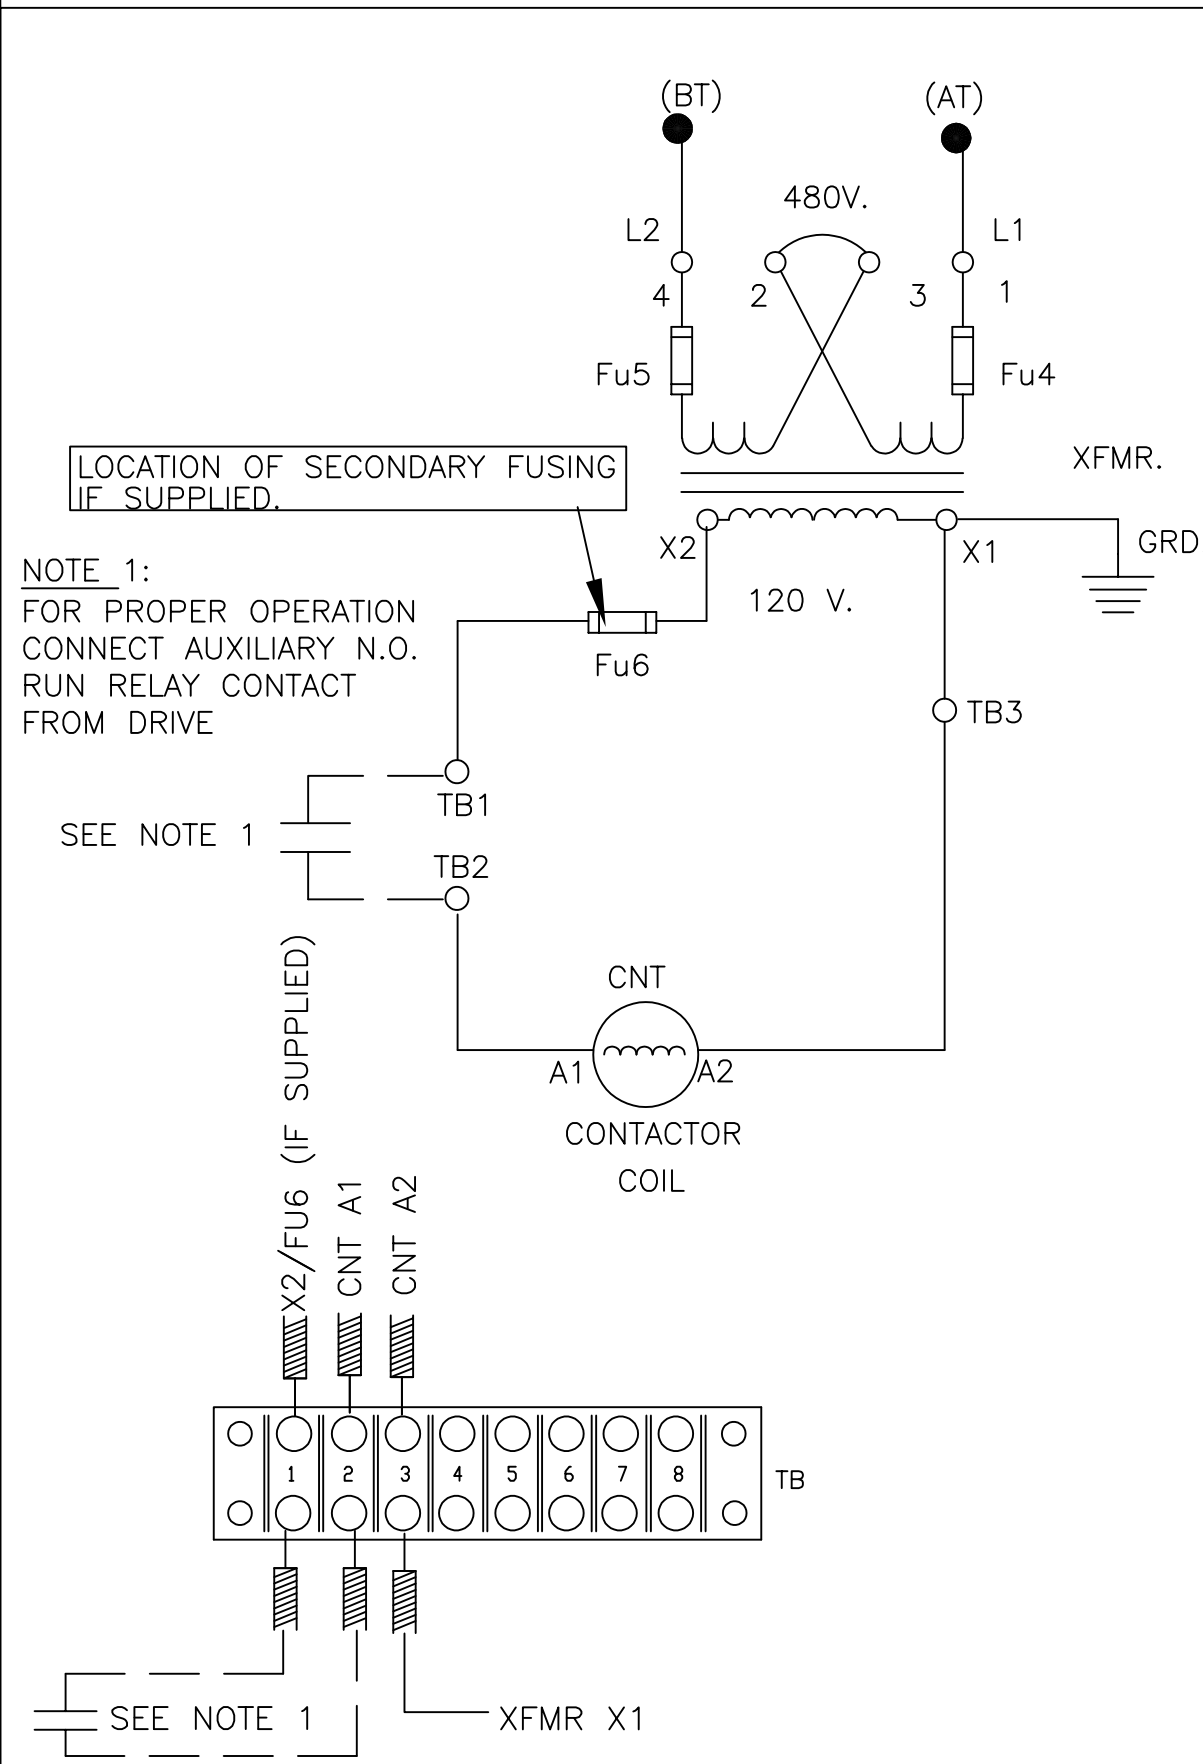 (BT)
(AT)
480V.
L2
L1
4
2
3
1
Fu5
Fu4
LOCATION OF SECONDARY FUSING
IF SUPPLIED.
XFMR.
X2
X1
GRD
NOTE 1:
FOR PROPER OPERATION
CONNECT AUXILIARY N.O.
RUN RELAY CONTACT
FROM DRIVE
120 V.
Fu6
TB3
TB1
SEE NOTE 1
TB2
CNT
A1
A2
CONTACTOR
COIL
X2/FU6 (IF SUPPLIED)
CNT A1
CNT A2
1 2 3 4 5 6 7 8
TB
SEE NOTE 1
XFMR X1